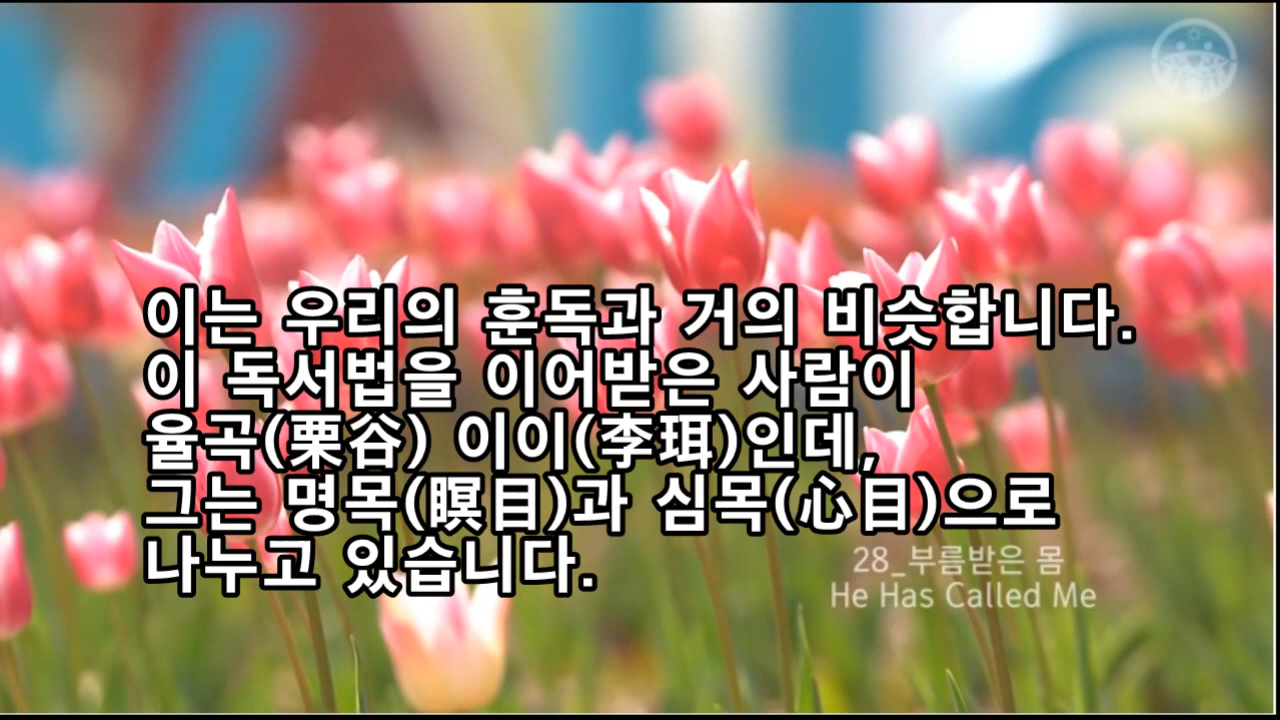 이는 우리의 훈독과 거의 비슷합니다.
이 독서법을 이어받은 사람이
율곡(栗谷) 이이(李珥)인데,
그는 명목(瞑目)과 심목(心目)으로
나누고 있습니다.
28_부름받은 몸
He Has Called Me